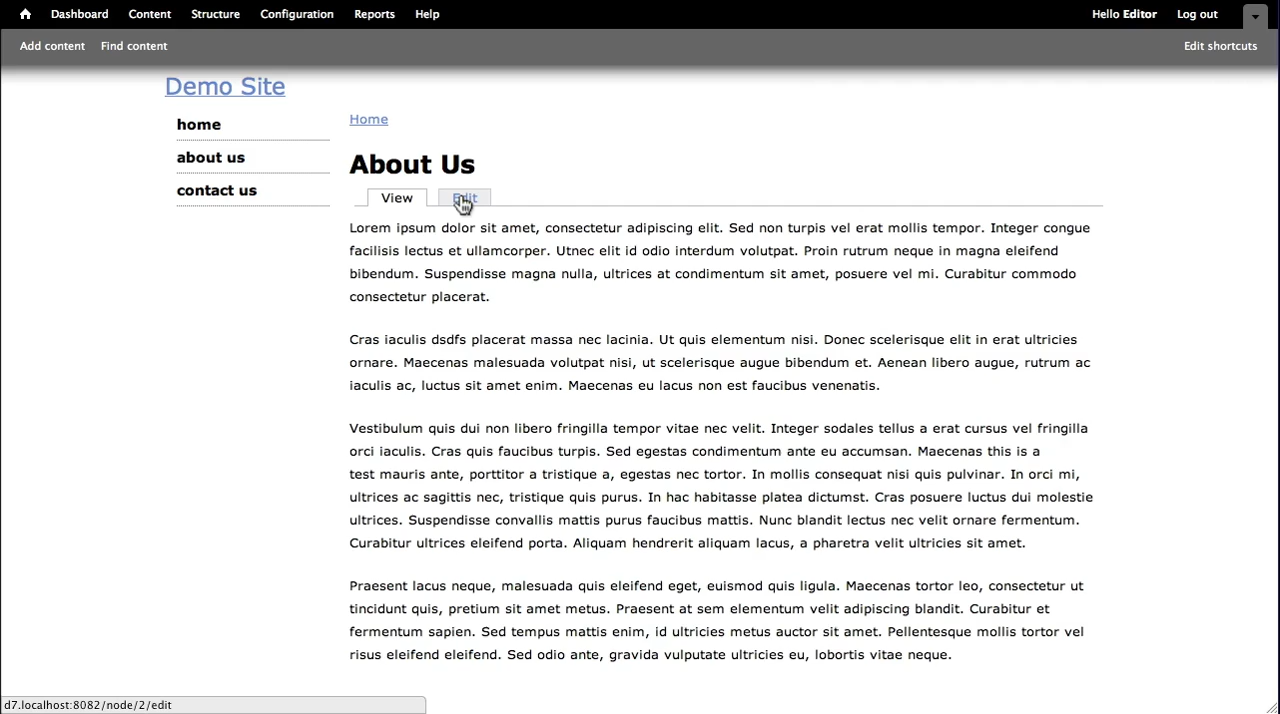 Dashboard Content Structure Configuration Reports Help Hello Editor Log out
Add content Find content Edit shortcuts
Demo Site
home
about us
contact us
Home
About Us
View Edit
Lorem ipsum dolor sit amet, consectetur adipiscing elit. Sed non turpis vel erat mollis tempor. Integer congue
facilisis lectus et ullamcorper. Utnec elit id odio interdum volutpat. Proin rutrum neque in magna eleifend
bibendum. Suspendisse magna nulla, ultrices at condimentum sit amet, posuere vel mi. Curabitur commodo
consectetur placerat.
Cras iaculis dsdfs placerat massa nec lacinia. Ut quis elementum nisi. Donec scelerisque elit in erat ultricies
ornare. Maecenas malesuada volutpat nisi, ut scelerisque augue bibendum et. Aenean libero augue, rutrum ac
iaculis ac, luctus sit amet enim. Maecenas eu lacus non est faucibus venenatis.
Vestibulum quis dui non libero fringilla tempor vitae nec velit. Integer sodales tellus a erat cursus vel fringilla
orci iaculis. Cras quis faucibus turpis. Sed egestas condimentum ante eu accumsan. Maecenas this is a
test mauris ante, porttitor a tristique a, egestas nec tortor. In mollis consequat nisi quis pulvinar. In orci mi,
ultrices ac sagittis nec, tristique quis purus. In hac habitasse platea dictumst. Cras posuere luctus dui molestie
ultrices. Suspendisse convallis mattis purus faucibus mattis. Nunc blandit lectus nec velit ornare fermentum.
Curabitur ultrices eleifend porta. Aliquam hendrerit aliquam lacus, a pharetra velit ultricies sit amet.
Praesent lacus neque, malesuada quis eleifend eget, euismod quis ligula. Maecenas tortor leo, consectetur ut
tincidunt quis, pretium sit amet metus. Praesent at sem elementum velit adipiscing blandit. Curabitur et
fermentum sapien. Sed tempus mattis enim, id ultricies metus auctor sit amet. Pellentesque mollis tortor vel
risus eleifend eleifend. Sed odio ante, gravida vulputate ultricies eu, lobortis vitae neque.
d7.localhost:8082/node/2/edit